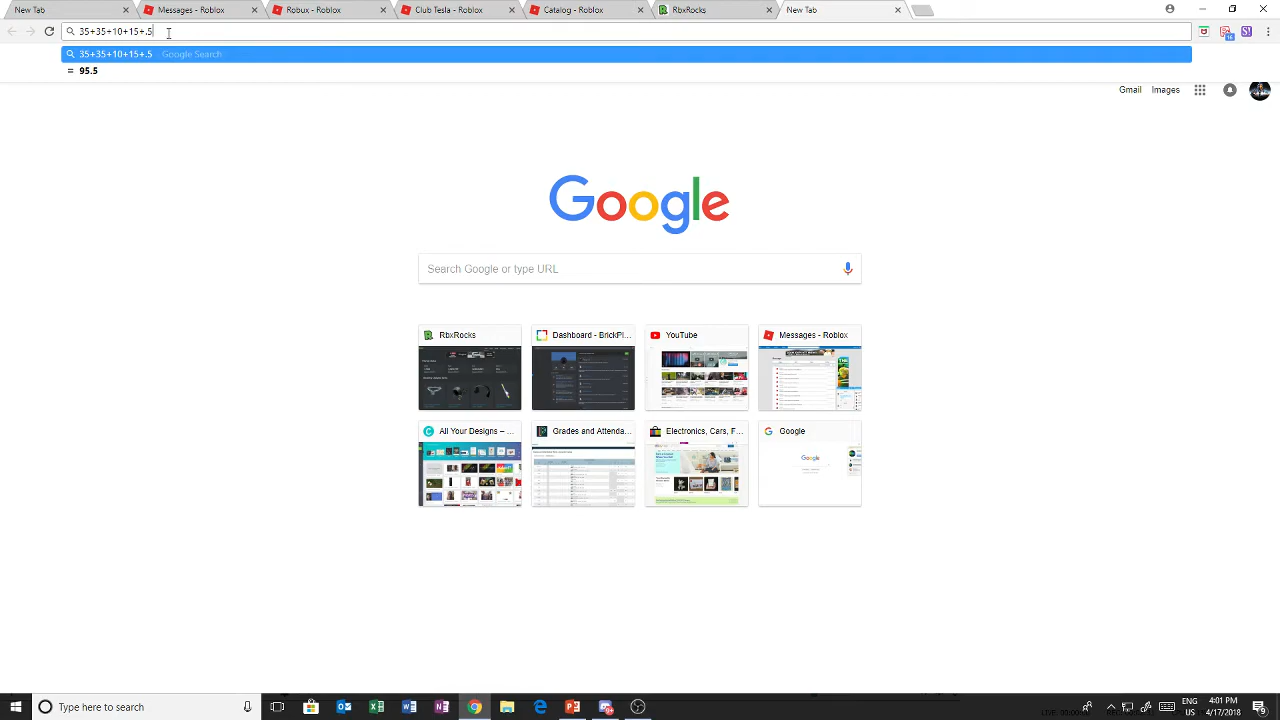 New Tab
Messages - Roblox
Robux - Roblox
Club Tesla - Roblox
Catalog - Roblox
RbxRocks
New Tab
35+35+10+15+.5
35+35+10+15+.5 Google Search
= 95.5
Gmail Images
Google
Search Google or type URL
RbxRocks
Dashboard - BrickPl...
YouTube
Messages - Roblox
All Your Designs – ...
Grades and Attenda...
Electronics, Cars, F...
Google
Type here to search
ENG
US
4:01 PM
4/17/2018